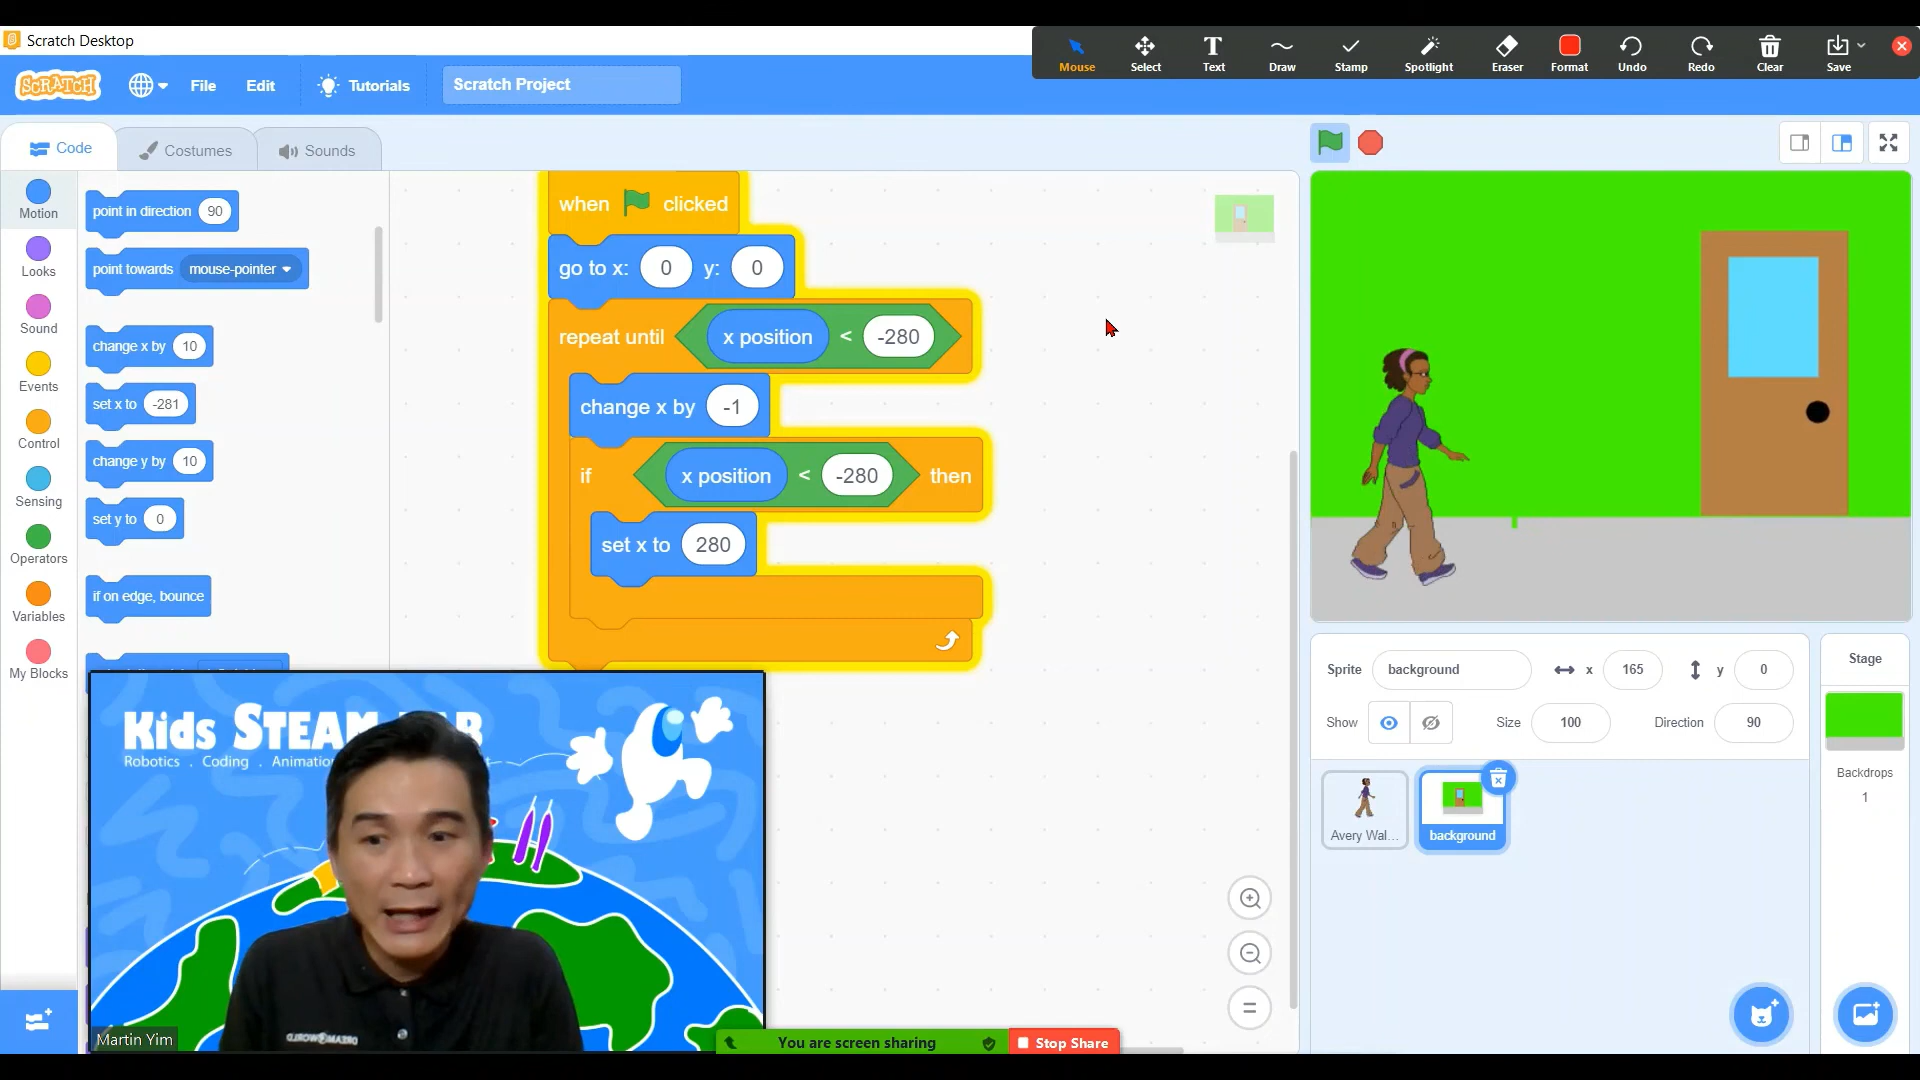 Scratch Desktop
Mouse
Select
Text
Draw
Stamp
Spotlight
Eraser
Format
Undo
Redo
Clear
Save
SCRATCH
File
Edit
Tutorials
Scratch Project
Code
Costumes
Sounds
Motion
Looks
Sound
Events
Control
Sensing
Operators
Variables
My Blocks
point in direction 90
point towards mouse-pointer
change x by 10
set x to -281
change y by 10
set y to 0
if on edge, bounce
when clicked
go to x: 0 y: 0
repeat until x position < -280
change x by -1
if x position < -280 then
set x to 280
Sprite background x 165 y 0
Show Size 100 Direction 90
Avery Wal...
background
Stage
Backdrops
1
Kids STEAM
Robotics . Coding .
Martin Yim
You are screen sharing
Stop Share